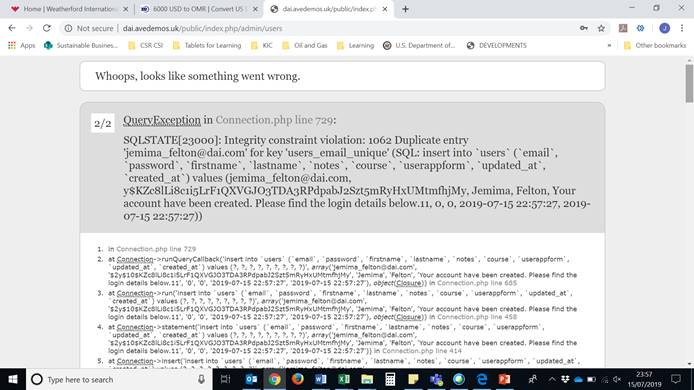 Home | Weatherford Internationa
6000 USD to OMR | Convert US $
dai.avedemos.uk/public/index.ph
Not secure | dai.avedemos.uk/public/index.php/admin/users
Apps Sustainable Busines... CSR CSI Tablets for Learning KIC Oil and Gas Learning U.S. Department of... DEVELOPMENTS » Other bookmarks
Whoops, looks like something went wrong.
2/2
QueryException in Connection.php line 729:
SQLSTATE[23000]: Integrity constraint violation: 1062 Duplicate entry
'jemima_felton@dai.com' for key 'users_email_unique' (SQL: insert into `users` (`email`,
`password`, `firstname`, `lastname`, `notes`, `course`, `userappform`, `updated_at`,
`created_at`) values (jemima_felton@dai.com,
y$KZc8lLi8c1i5LrF1QXVGJO3TDA3RPdpabJ2Szt5mRyHxUMtmfhjMy, Jemima, Felton, Your
account have been created. Please find the login details below.11, 0, 0, 2019-07-15 22:57:27, 2019-
07-15 22:57:27))
1. in Connection.php line 729
2. at Connection->runQueryCallback('insert into `users` (`email`, `password`, `firstname`, `lastname`, `notes`, `course`, `userappform`,
`updated_at`, `created_at`) values (?, ?, ?, ?, ?, ?, ?, ?, ?)', array('jemima_felton@dai.com',
'$2y$10$KZc8lLi8c1i5LrF1QXVGJO3TDA3RPdpabJ2Szt5mRyHxUMtmfhjMy', 'Jemima', 'Felton', 'Your account have been created. Please find the
login details below.11', '0', '0', '2019-07-15 22:57:27', '2019-07-15 22:57:27'), object(Closure)) in Connection.php line 685
3. at Connection->run('insert into `users` (`email`, `password`, `firstname`, `lastname`, `notes`, `course`, `userappform`, `updated_at`,
`created_at`) values (?, ?, ?, ?, ?, ?, ?, ?, ?)', array('jemima_felton@dai.com',
'$2y$10$KZc8lLi8c1i5LrF1QXVGJO3TDA3RPdpabJ2Szt5mRyHxUMtmfhjMy', 'Jemima', 'Felton', 'Your account have been created. Please find the
login details below.11', '0', '0', '2019-07-15 22:57:27', '2019-07-15 22:57:27'), object(Closure)) in Connection.php line 458
4. at Connection->statement('insert into `users` (`email`, `password`, `firstname`, `lastname`, `notes`, `course`, `userappform`,
`updated_at`, `created_at`) values (?, ?, ?, ?, ?, ?, ?, ?, ?)', array('jemima_felton@dai.com',
'$2y$10$KZc8lLi8c1i5LrF1QXVGJO3TDA3RPdpabJ2Szt5mRyHxUMtmfhjMy', 'Jemima', 'Felton', 'Your account have been created. Please find the
login details below.11', '0', '0', '2019-07-15 22:57:27', '2019-07-15 22:57:27')) in Connection.php line 414
5. at Connection->insert('insert into `users` (`email`, `password`, `firstname`, `lastname`, `notes`, `course`, `userappform`, `updated_at`,
Type here to search
23:57
15/07/2019